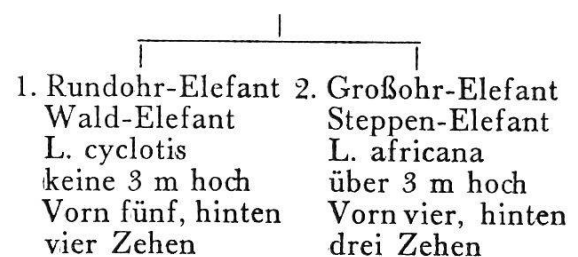 1. Rundohr-Elefant
Wald-Elefant
L. cyclotis
keine 3 m hoch
Vorn fünf, hinten
vier Zehen
2. Großohr-Elefant
Steppen-Elefant
L. africana
über 3 m hoch
Vorn vier, hinten
drei Zehen